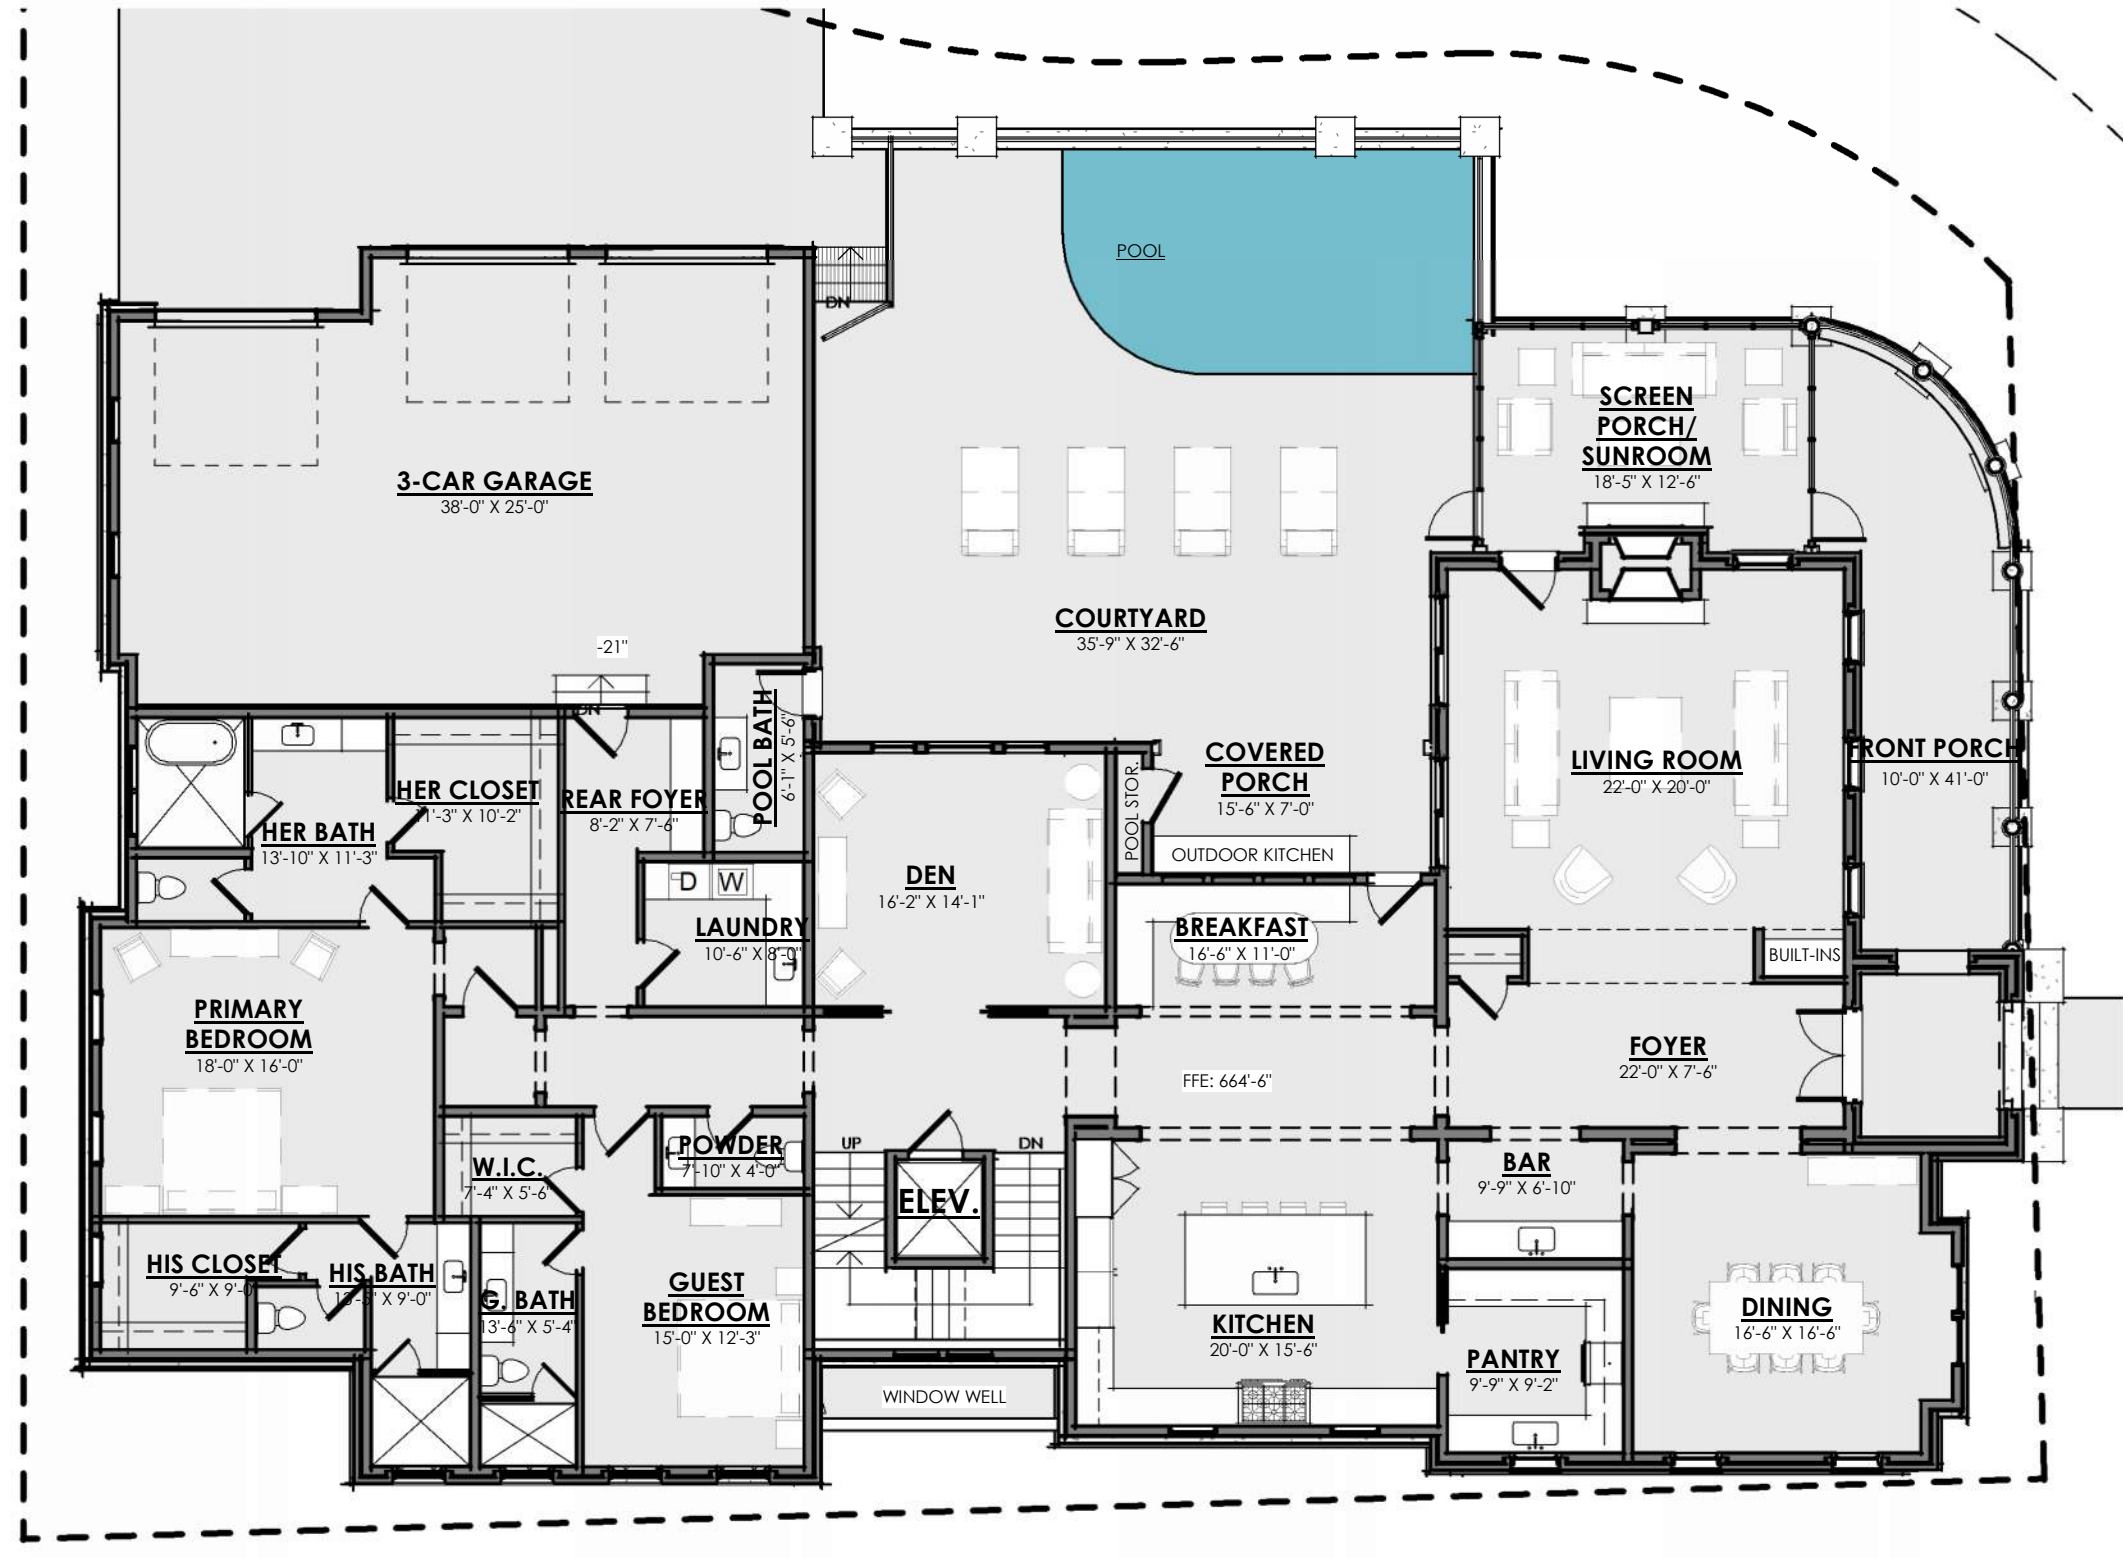 POOL
DN
SCREEN
PORCH/
SUNROOM
18'-5" X 12'-6"
3-CAR GARAGE
38'-0" X 25'-0"
COURTYARD
35'-9" X 32'-6"
-21"
DN
POOL BATH
6'-1" X 5'-6"
HER CLOSET
11'-3" X 10'-2"
REAR FOYER
8'-2" X 7'-6"
HER BATH
13'-10" X 11'-3"
POOL STOR.
COVERED
PORCH
15'-6" X 7'-0"
OUTDOOR KITCHEN
LIVING ROOM
22'-0" X 20'-0"
FRONT PORCH
10'-0" X 41'-0"
D
W
LAUNDRY
10'-6" X 8'-0"
DEN
16'-2" X 14'-1"
BREAKFAST
16'-6" X 11'-0"
BUILT-INS
PRIMARY
BEDROOM
18'-0" X 16'-0"
FOYER
22'-0" X 7'-6"
FFE: 664'-6"
POWDER
7'-10" X 4'-0"
UP
DN
W.I.C.
7'-4" X 5'-6"
ELEV.
BAR
9'-9" X 6'-10"
HIS CLOSET
9'-6" X 9'-0"
HIS BATH
13'-5" X 9'-0"
G. BATH
13'-6" X 5'-4"
GUEST
BEDROOM
15'-0" X 12'-3"
KITCHEN
20'-0" X 15'-6"
DINING
16'-6" X 16'-6"
PANTRY
9'-9" X 9'-2"
WINDOW WELL